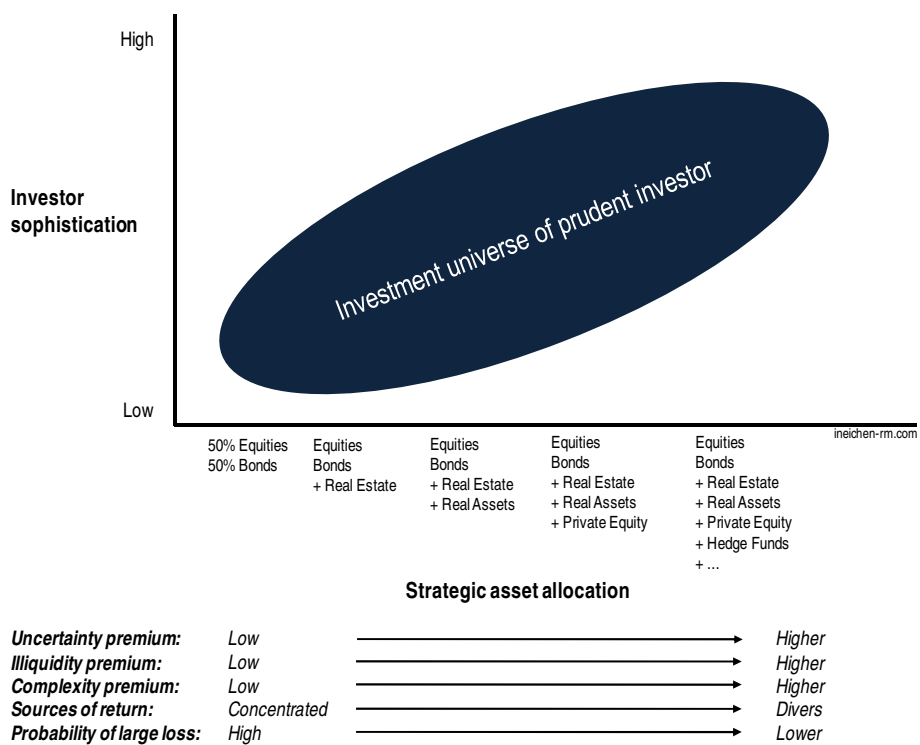 High
Investor
sophistication
Investment universe of prudent investor
Low
ineichen-rm.com
50% Equities
50% Bonds
Equities
Bonds
+ Real Estate
Equities
Bonds
+ Real Estate
+ Real Assets
Equities
Bonds
+ Real Estate
+ Real Assets
+ Private Equity
Equities
Bonds
+ Real Estate
+ Real Assets
+ Private Equity
+ Hedge Funds
+ ...
Strategic asset allocation
Uncertainty premium: Low Higher
Illiquidity premium: Low Higher
Complexity premium: Low Higher
Sources of return: Concentrated Divers
Probability of large loss: High Lower